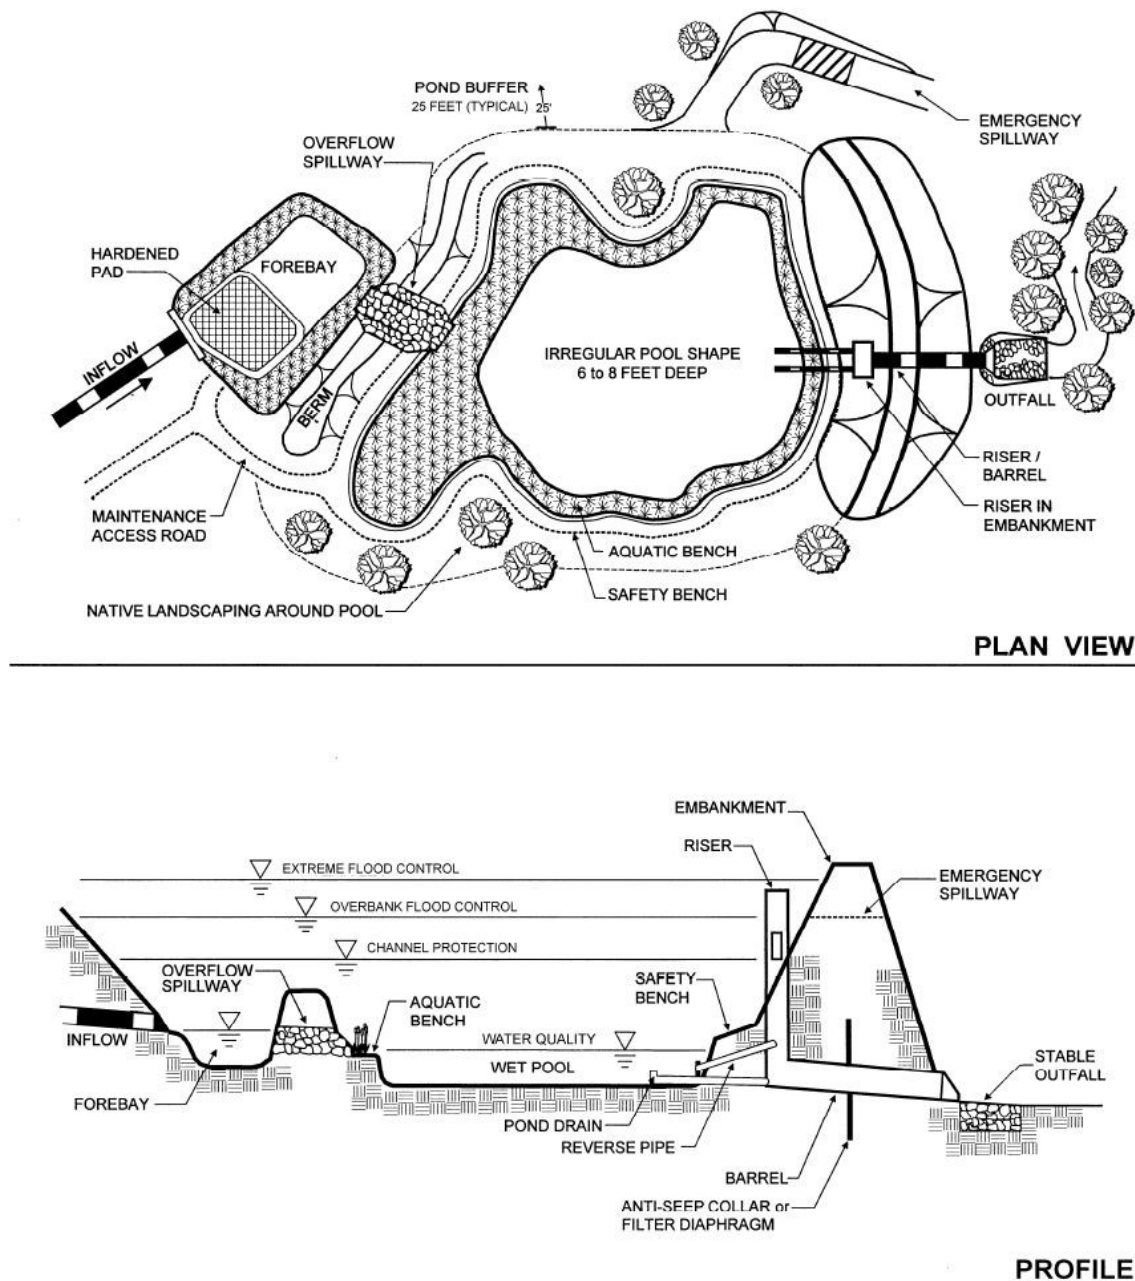 POND BUFFER
25 FEET (TYPICAL) 25'
EMERGENCY
SPILLWAY
OVERFLOW
SPILLWAY
HARDENED
PAD
FOREBAY
INFLOW
BERM
IRREGULAR POOL SHAPE
6 to 8 FEET DEEP
OUTFALL
RISER /
BARREL
RISER IN
EMBANKMENT
MAINTENANCE
ACCESS ROAD
AQUATIC BENCH
SAFETY BENCH
NATIVE LANDSCAPING AROUND POOL
PLAN VIEW
EMBANKMENT
RISER
EXTREME FLOOD CONTROL
EMERGENCY
SPILLWAY
OVERBANK FLOOD CONTROL
CHANNEL PROTECTION
OVERFLOW
SPILLWAY
SAFETY
BENCH
AQUATIC
BENCH
INFLOW
WATER QUALITY
WET POOL
STABLE
OUTFALL
FOREBAY
POND DRAIN
REVERSE PIPE
BARREL
ANTI-SEEP COLLAR or
FILTER DIAPHRAGM
PROFILE